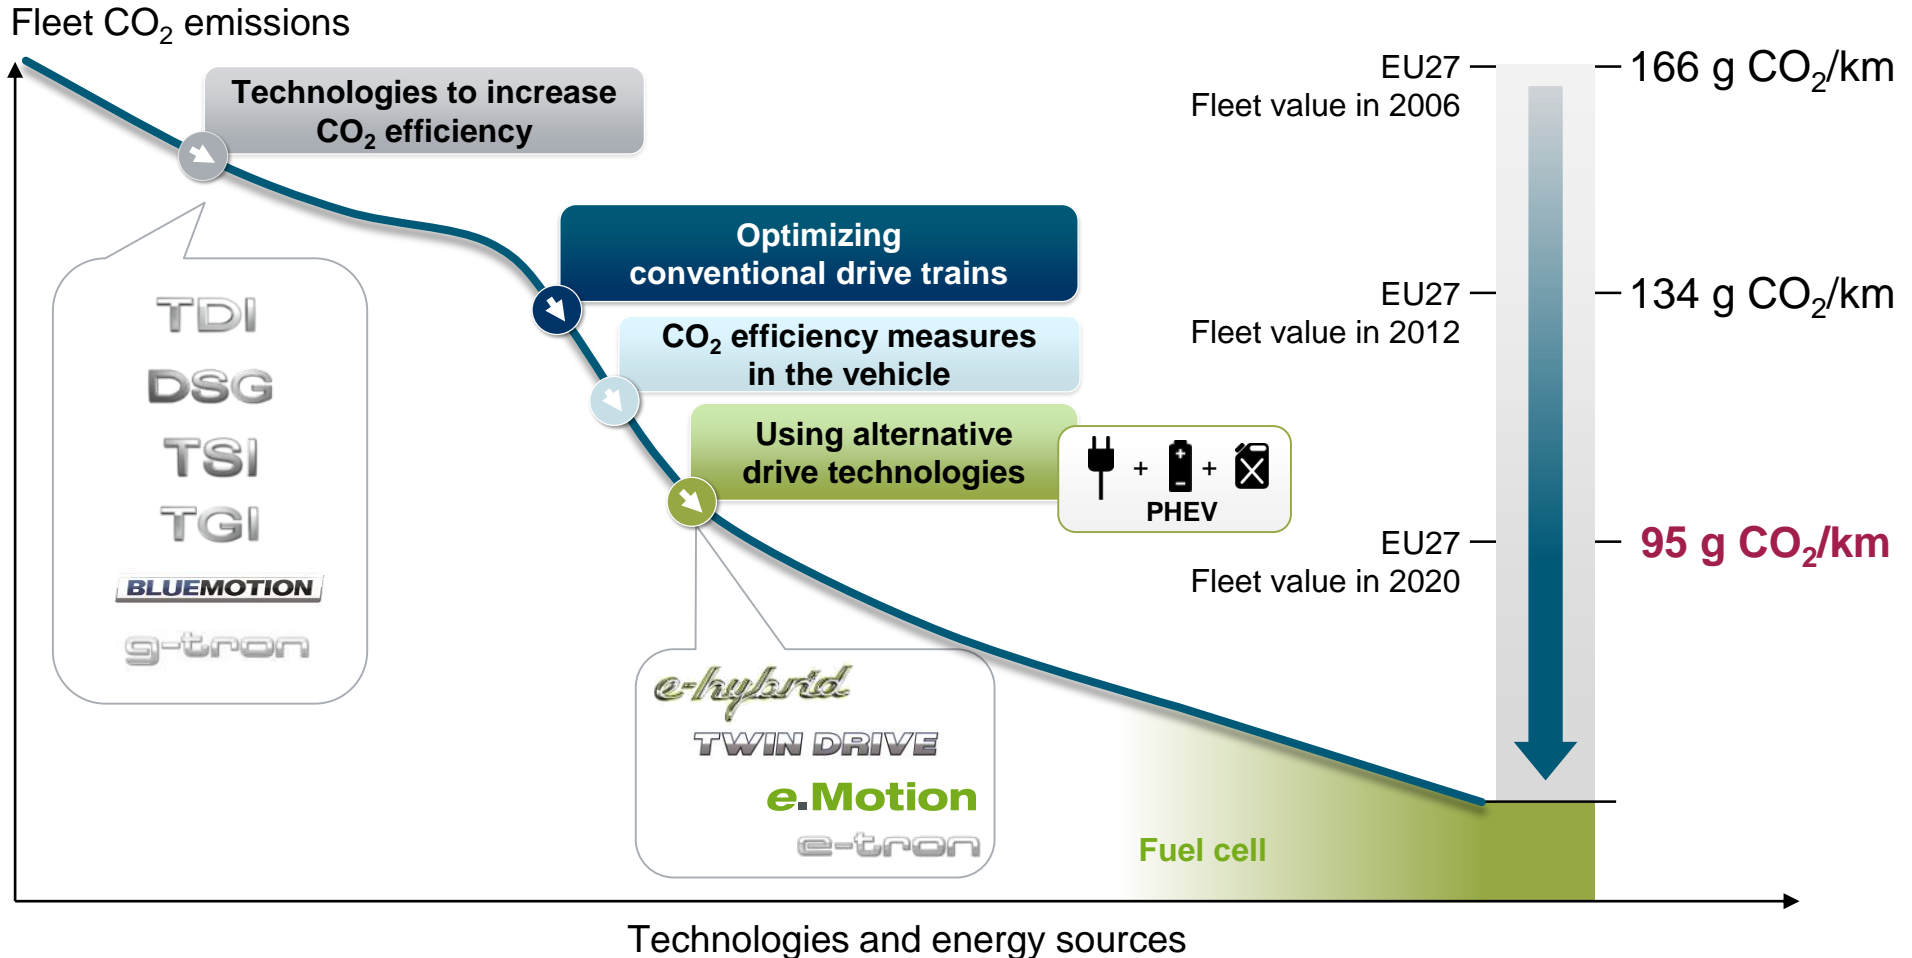 Fleet CO₂ emissions
Technologies to increase
CO₂ efficiency
TDI
DSG
TSI
TGI
BLUEMOTION
g-tron
Optimizing
conventional drive trains
CO₂ efficiency measures
in the vehicle
Using alternative
drive technologies
+ +
PHEV
e-hybrid
TWIN DRIVE
e.Motion
e-tron
Fuel cell
EU27
Fleet value in 2006
166 g CO₂/km
EU27
Fleet value in 2012
134 g CO₂/km
EU27
Fleet value in 2020
95 g CO₂/km
Technologies and energy sources